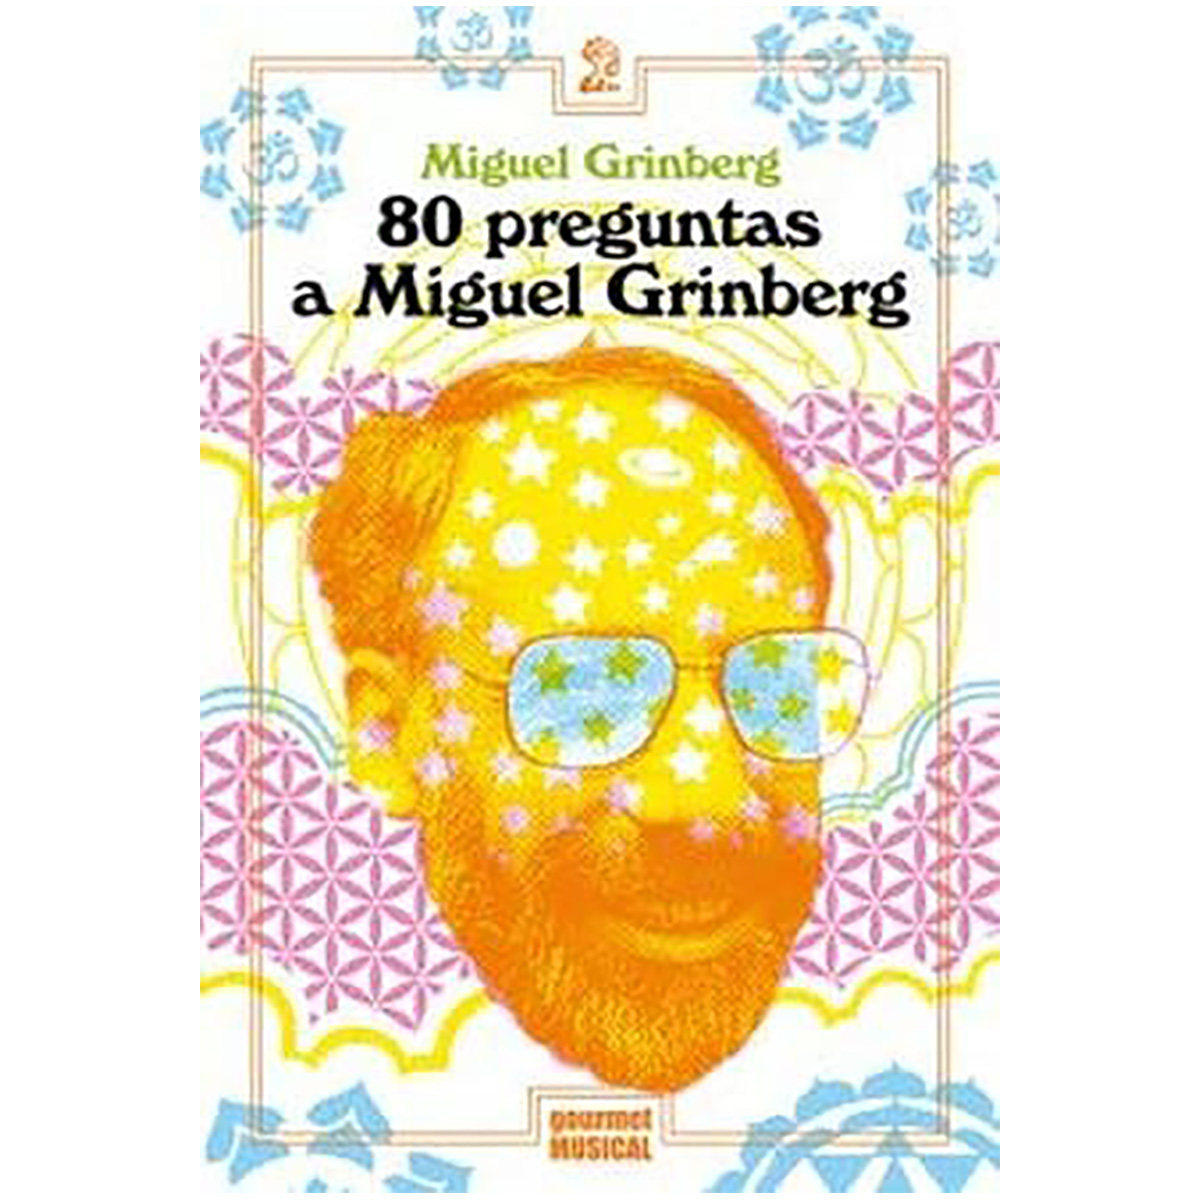 Miguel Grinberg
80 preguntas
a Miguel Grinberg
ॐ
ॐ
ॐ
ॐ
gourmet
MUSICAL